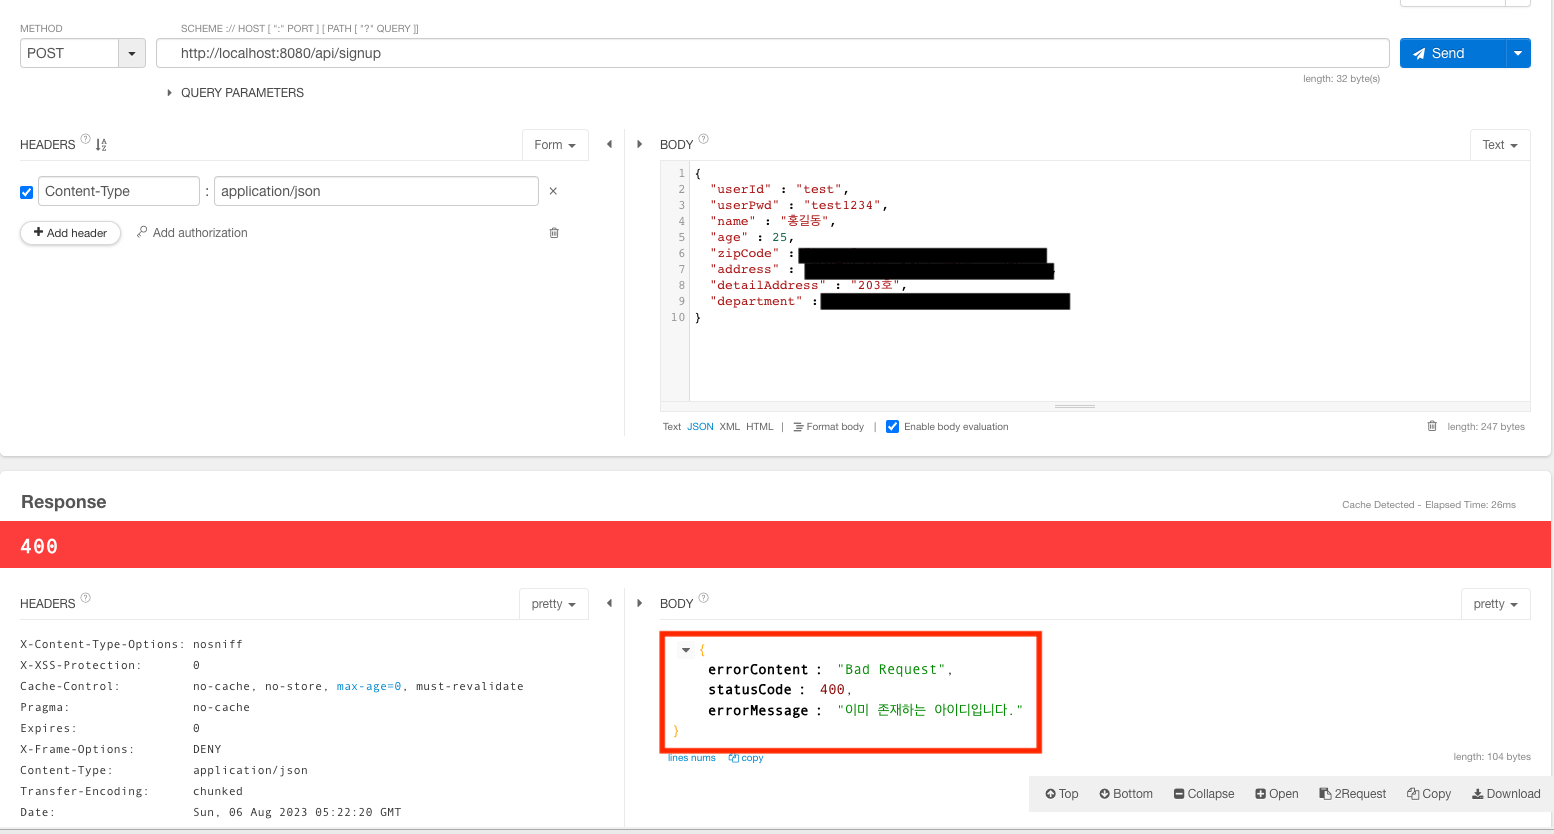 METHOD
SCHEME :// HOST [ ":" PORT ] [ PATH [ "?" QUERY ]]
POST
http://localhost:8080/api/signup
Send
length: 32 byte(s)
QUERY PARAMETERS
HEADERS
Form
Content-Type : application/json
Add header
Add authorization
BODY
Text
1 {
2 "userId" : "test",
3 "userPwd" : "test1234",
4 "name" : "홍길동",
5 "age" : 25,
6 "zipCode" :
7 "address" :
8 "detailAddress" : "203호",
9 "department" :
10 }
Text JSON XML HTML | Format body | Enable body evaluation
length: 247 bytes
Response
Cache Detected - Elapsed Time: 26ms
400
HEADERS
pretty
X-Content-Type-Options: nosniff
X-XSS-Protection: 0
Cache-Control: no-cache, no-store, max-age=0, must-revalidate
Pragma: no-cache
Expires: 0
X-Frame-Options: DENY
Content-Type: application/json
Transfer-Encoding: chunked
Date: Sun, 06 Aug 2023 05:22:20 GMT
BODY
pretty
{
errorContent : "Bad Request",
statusCode : 400,
errorMessage : "이미 존재하는 아이디입니다."
}
lines nums copy
length: 104 bytes
Top Bottom Collapse Open 2Request Copy Download